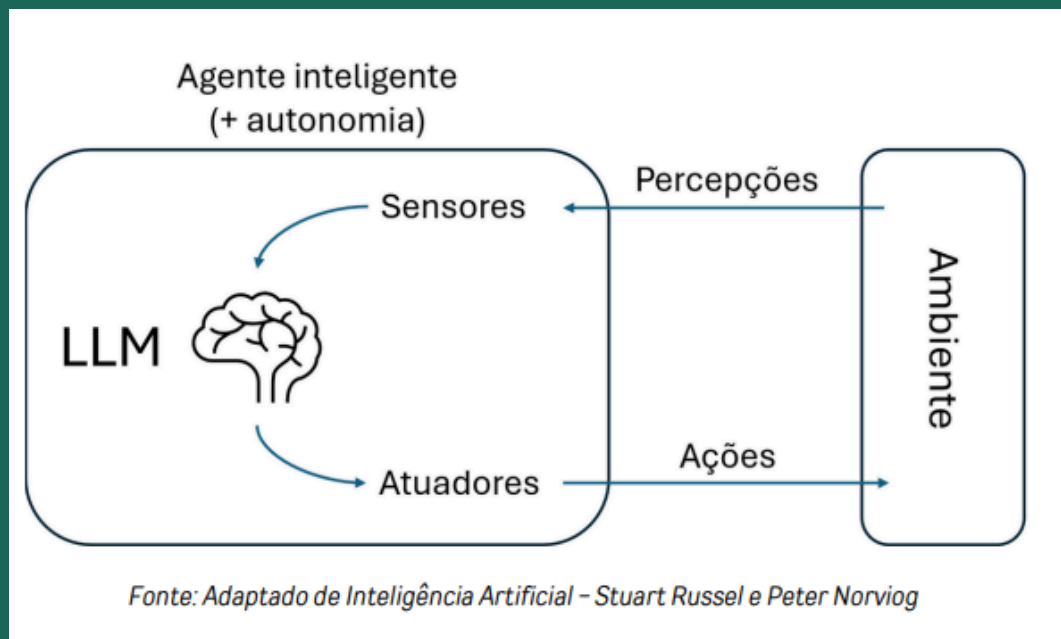 Agente inteligente
(+ autonomia)
Percepções
Sensores
LLM
Ambiente
Ações
Atuadores
Fonte: Adaptado de Inteligência Artificial – Stuart Russel e Peter Norviog